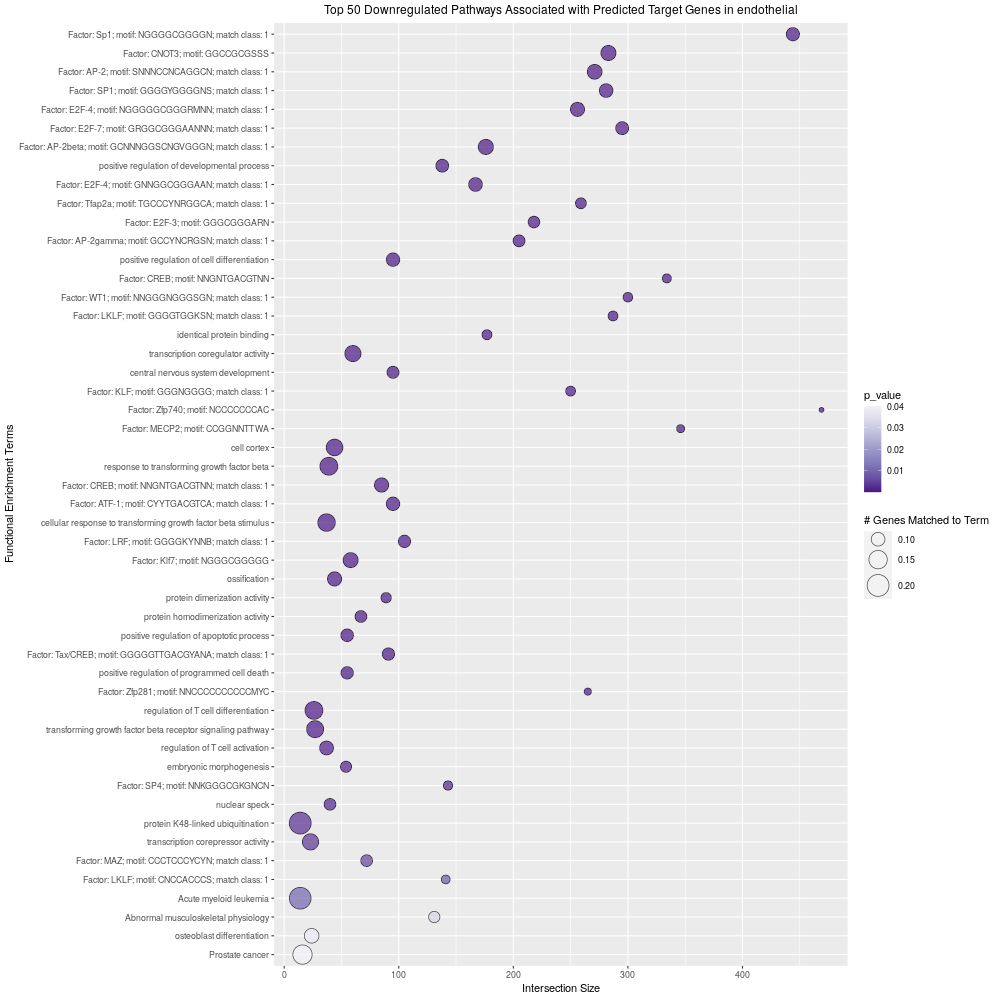 Top 50 Downregulated Pathways Associated with Predicted Target Genes in endothelial
Functional Enrichment Terms
Factor: Sp1; motif: NGGGGCGGGGN; match class: 1
Factor: CNOT3; motif: GGCCGCGSSS
Factor: AP-2; motif: SNNNCCNCAGGCN; match class: 1
Factor: SP1; motif: GGGGYGGGGNS; match class: 1
Factor: E2F-4; motif: NGGGGGCGGGRMNN; match class: 1
Factor: E2F-7; motif: GRGGCGGGAANNN; match class: 1
Factor: AP-2beta; motif: GCNNNGGSCNGVGGGN; match class: 1
positive regulation of developmental process
Factor: E2F-4; motif: GNNGGCGGGAAN; match class: 1
Factor: Tfap2a; motif: TGCCCYNRGGCA; match class: 1
Factor: E2F-3; motif: GGGCGGGARN
Factor: AP-2gamma; motif: GCCYNCRGSN; match class: 1
positive regulation of cell differentiation
Factor: CREB; motif: NNGNTGACGTNN
Factor: WT1; motif: NNGGGNGGGSGN; match class: 1
Factor: LKLF; motif: GGGGTGGKSN; match class: 1
identical protein binding
transcription coregulator activity
central nervous system development
Factor: KLF; motif: GGGNGGGG; match class: 1
Factor: Zfp740; motif: NCCCCCCCAC
Factor: MECP2; motif: CCGGNNTTWA
cell cortex
response to transforming growth factor beta
Factor: CREB; motif: NNGNTGACGTNN; match class: 1
Factor: ATF-1; motif: CYYTGACGTCA; match class: 1
cellular response to transforming growth factor beta stimulus
Factor: LRF; motif: GGGGKYNNB; match class: 1
Factor: Klf7; motif: NGGGCGGGGG
ossification
protein dimerization activity
protein homodimerization activity
positive regulation of apoptotic process
Factor: Tax/CREB; motif: GGGGGTTGACGYANA; match class: 1
positive regulation of programmed cell death
Factor: Zfp281; motif: NNCCCCCCCCCCMYC
regulation of T cell differentiation
transforming growth factor beta receptor signaling pathway
regulation of T cell activation
embryonic morphogenesis
Factor: SP4; motif: NNKGGGCGKGNCN
nuclear speck
protein K48-linked ubiquitination
transcription corepressor activity
Factor: MAZ; motif: CCCTCCCYCYN; match class: 1
Factor: LKLF; motif: CNCCACCCS; match class: 1
Acute myeloid leukemia
Abnormal musculoskeletal physiology
osteoblast differentiation
Prostate cancer
0 100 200 300 400
Intersection Size
p_value
0.04
0.03
0.02
0.01
# Genes Matched to Term
0.10
0.15
0.20